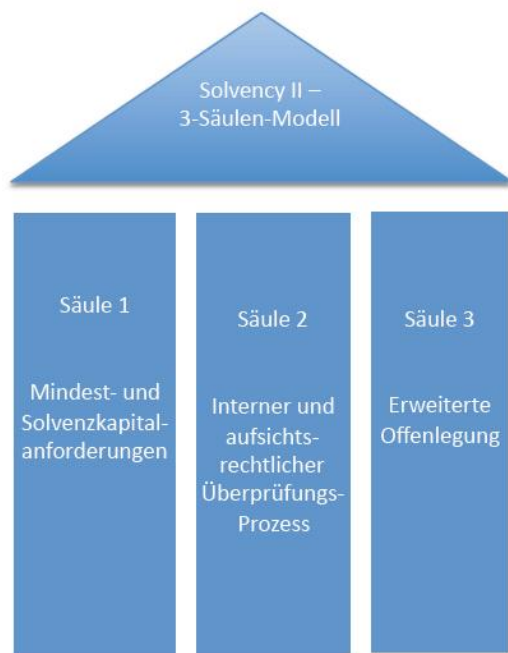 Solvency II –
3-Säulen-Modell
Säule 1
Mindest- und
Solvenzkapital-
anforderungen
Säule 2
Interner und
aufsichts-
rechtlicher
Überprüfungs-
Prozess
Säule 3
Erweiterte
Offenlegung